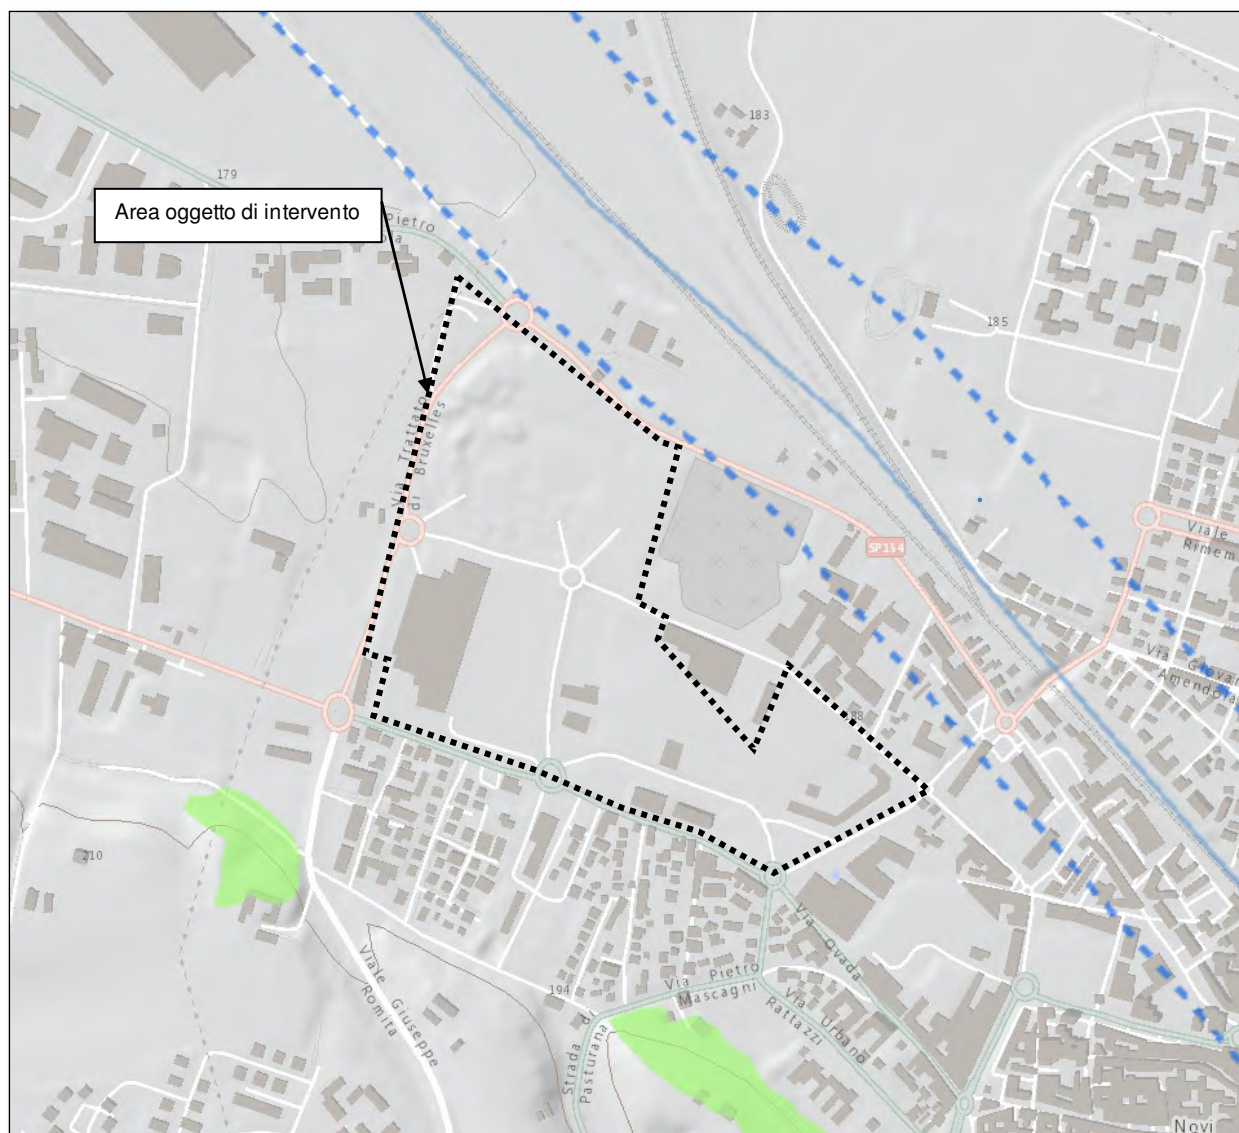 183
179
Area oggetto di intervento
Pietro
185
Via Trattato
di Bruxelles
SP154
Viale
Rimem
Via Giovan
Amendola
188
210
Via Ovada
Via Pietro
Mascagni
Via Urbano
Rattazzi
194
Viale Giuseppe
Romita
Strada di
Pasturana
Novi